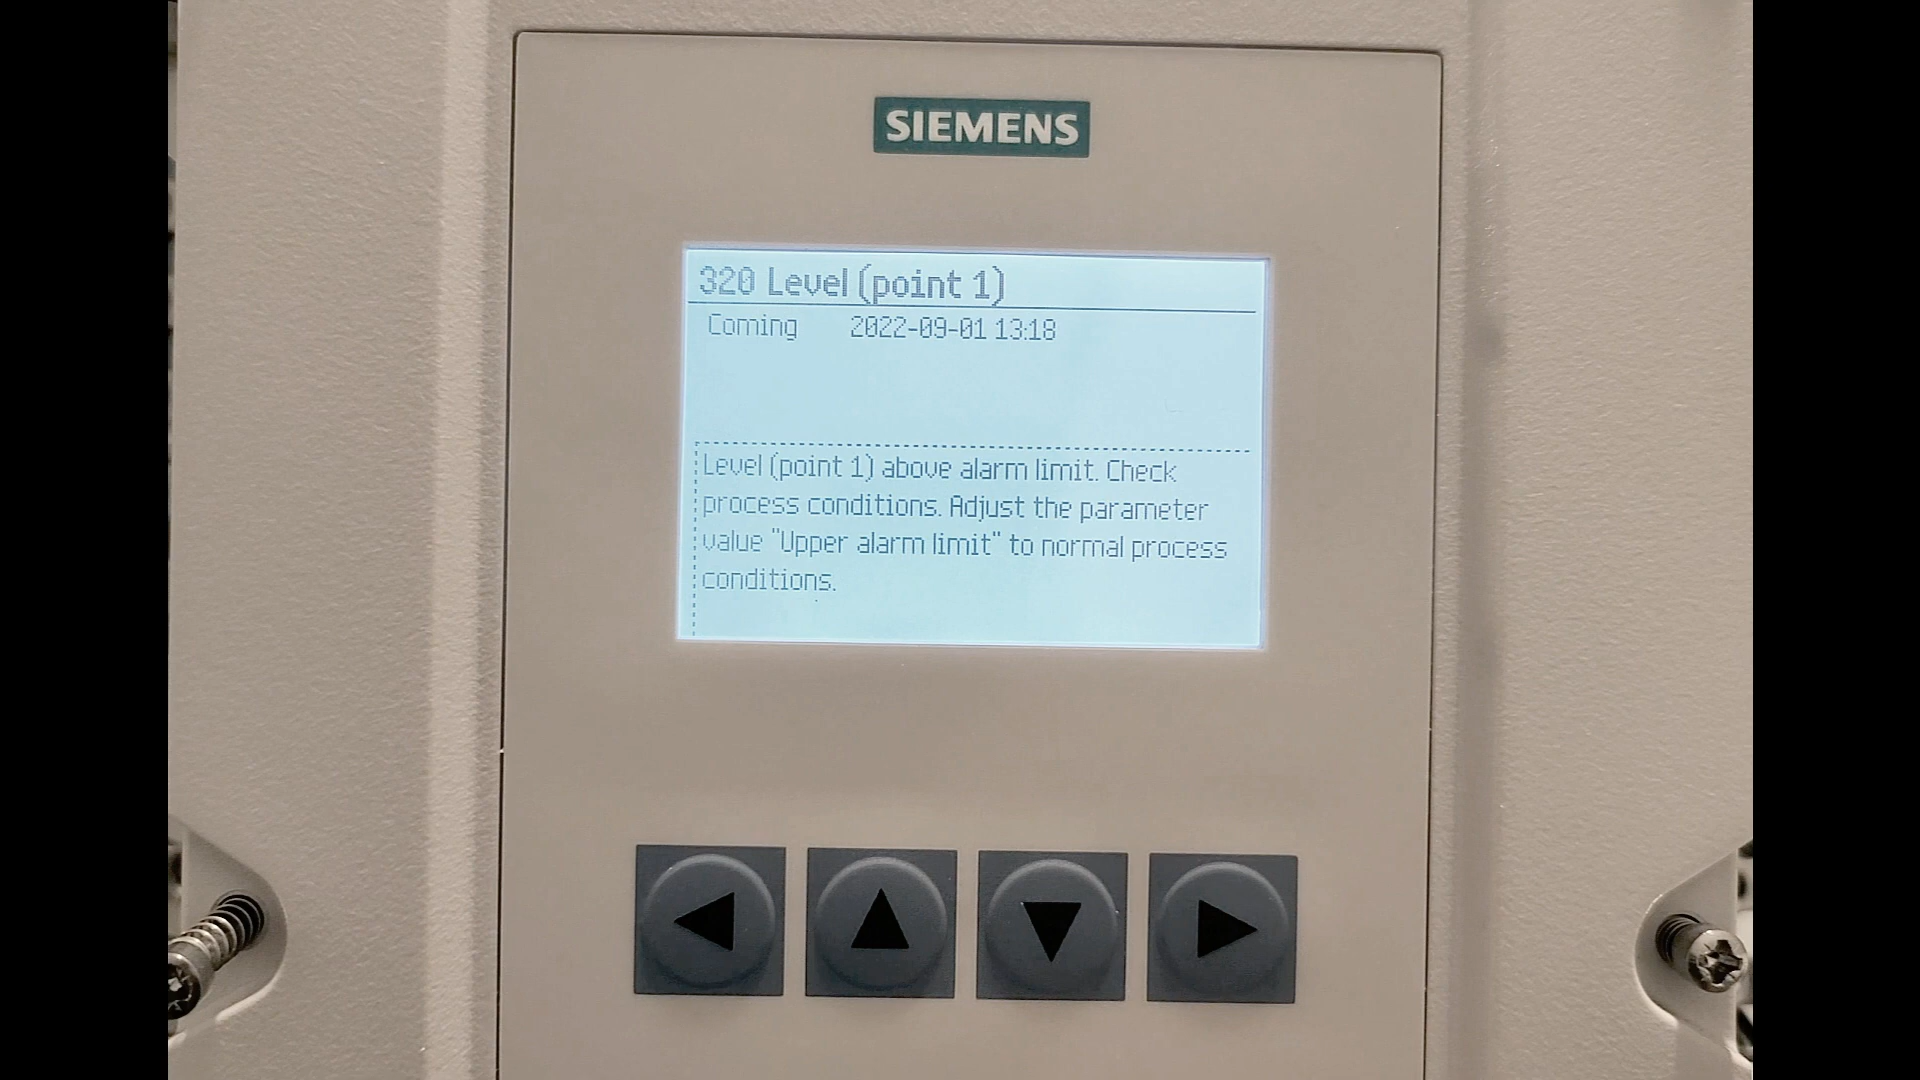 SIEMENS
320 Level (point 1)
Coming 2022-09-01 13:18
Level (point 1) above alarm limit. Check
process conditions. Adjust the parameter
value "Upper alarm limit" to normal process
conditions.